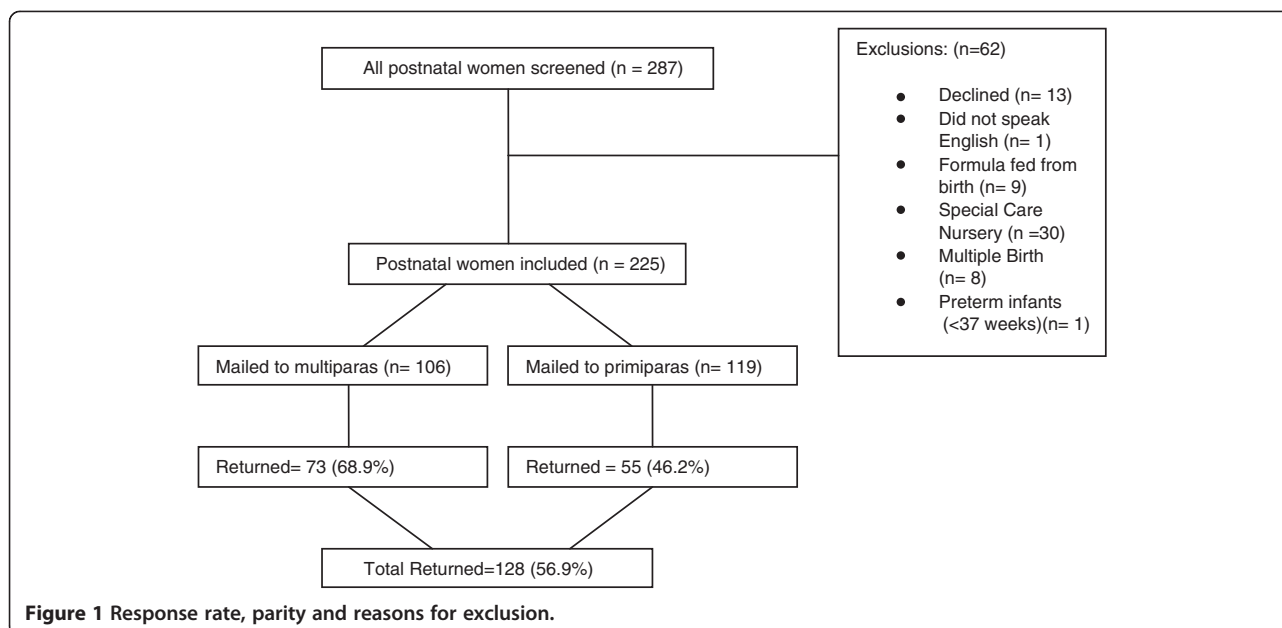 All postnatal women screened (n = 287)
Exclusions: (n=62)
● Declined (n= 13)
● Did not speak
English (n= 1)
● Formula fed from
birth (n= 9)
● Special Care
Nursery (n =30)
● Multiple Birth
(n= 8)
● Preterm infants
(<37 weeks)(n= 1)
Postnatal women included (n = 225)
Mailed to multiparas (n= 106)
Mailed to primiparas (n= 119)
Returned= 73 (68.9%)
Returned = 55 (46.2%)
Total Returned=128 (56.9%)
Figure 1 Response rate, parity and reasons for exclusion.